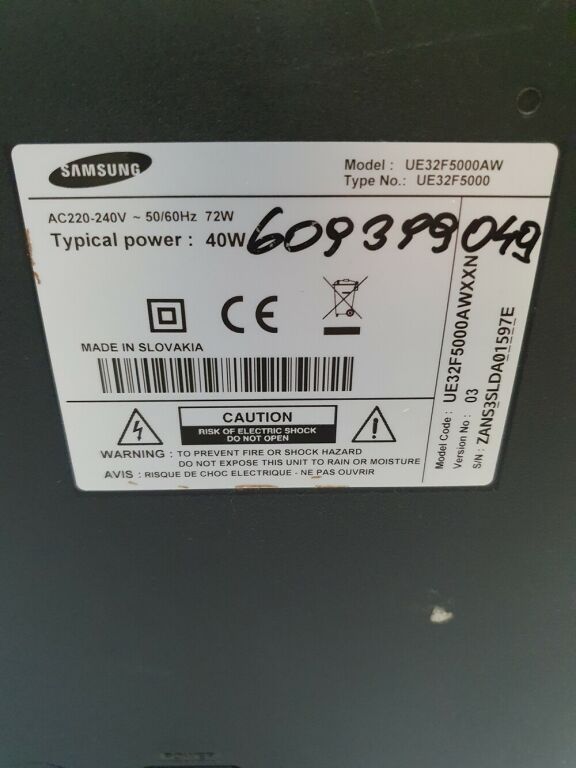 SAMSUNG
Model : UE32F5000AW
Type No.: UE32F5000
AC220-240V ~ 50/60Hz 72W
Typical power : 40W
609399049
CE
MADE IN SLOVAKIA
CAUTION
RISK OF ELECTRIC SHOCK
DO NOT OPEN
WARNING : TO PREVENT FIRE OR SHOCK HAZARD
DO NOT EXPOSE THIS UNIT TO RAIN OR MOISTURE
AVIS : RISQUE DE CHOC ELECTRIQUE - NE PAS OUVRIR
Model Code : UE32F5000AWXXN
Version No : 03
S/N : ZANS3SLDA01597E
POWER